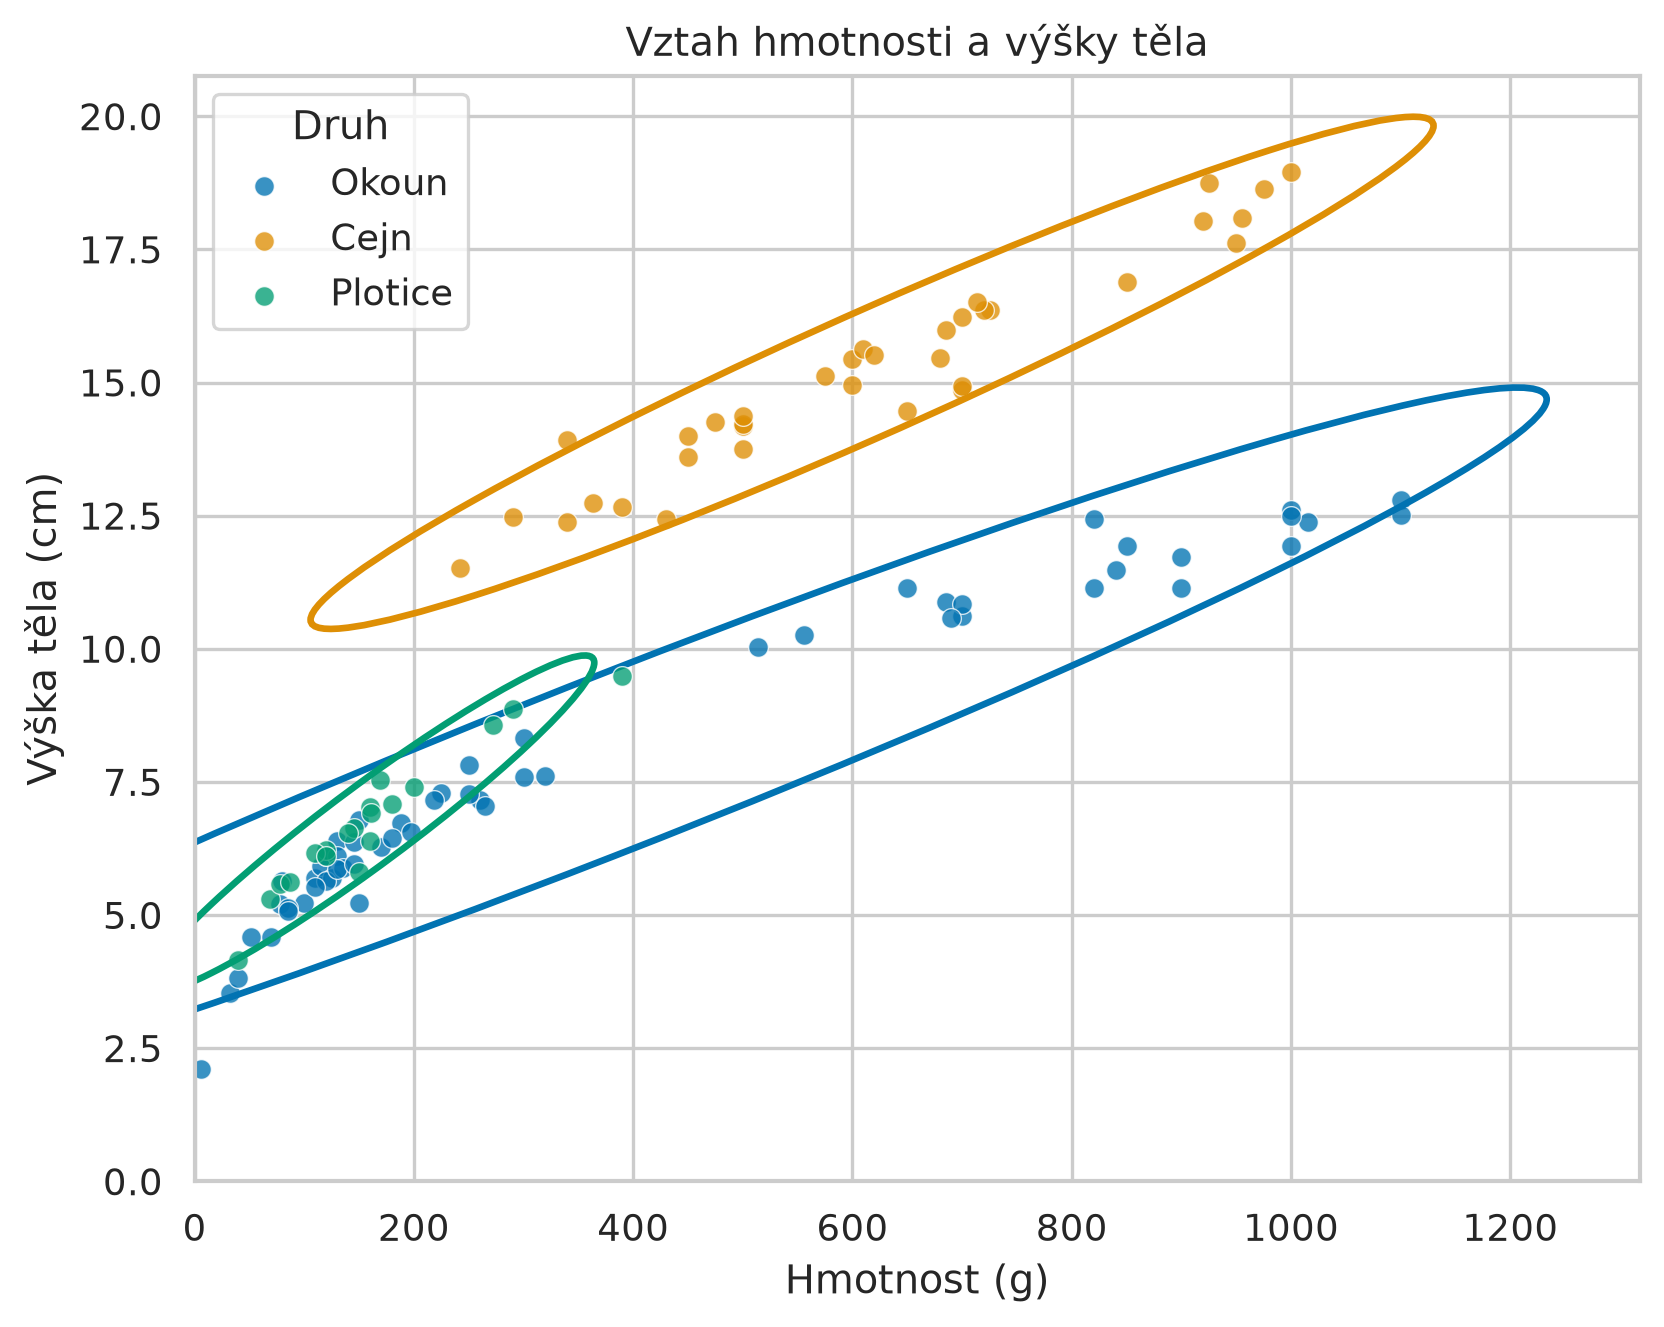 Vztah hmotnosti a výšky těla
Druh
Okoun
Cejn
Plotice
Výška těla (cm)
20.0
17.5
15.0
12.5
10.0
7.5
5.0
2.5
0.0
0 200 400 600 800 1000 1200
Hmotnost (g)